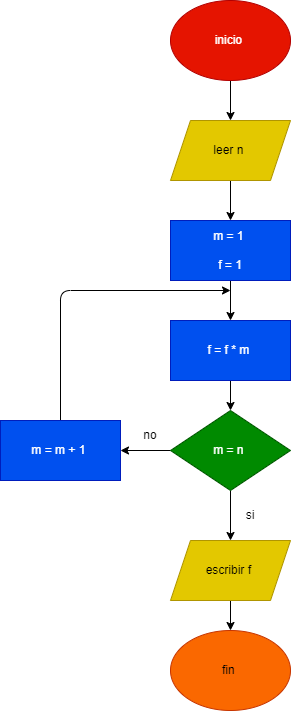 inicio
leer n
m = 1
f = 1
f = f * m
m = n
no
m = m + 1
si
escribir f
fin